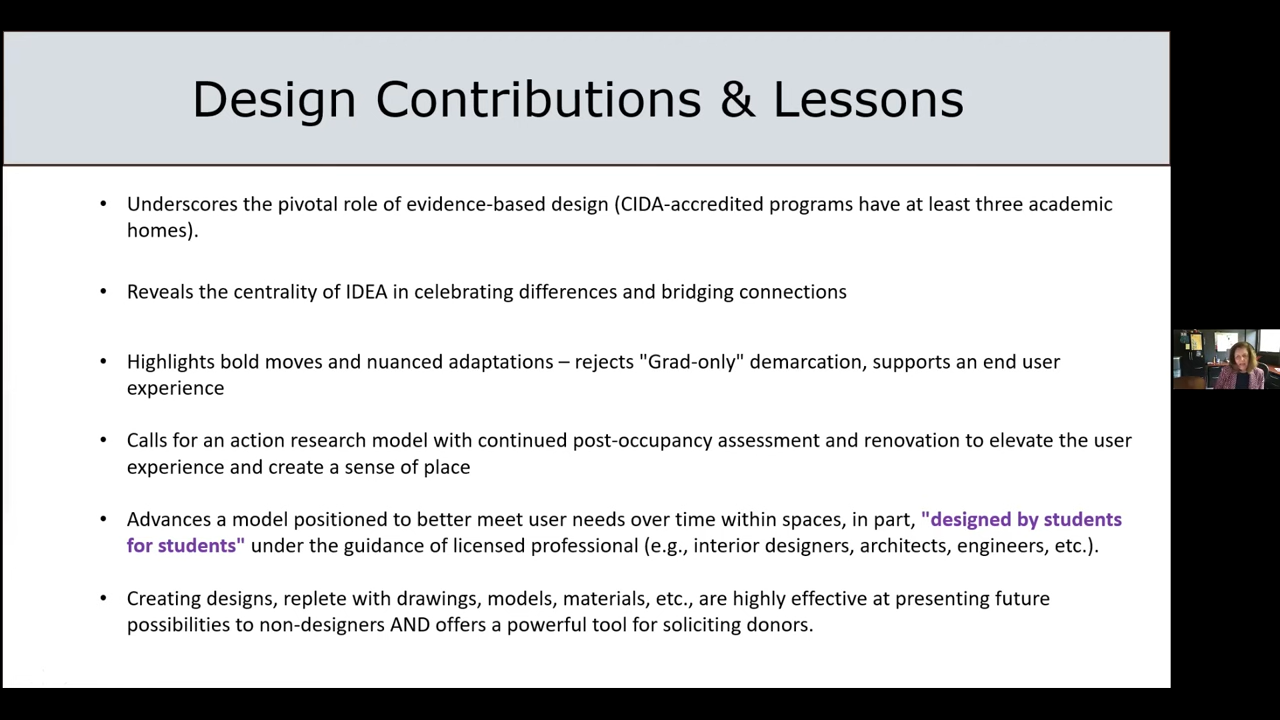 Design Contributions & Lessons
• Underscores the pivotal role of evidence-based design (CIDA-accredited programs have at least three academic
homes).
• Reveals the centrality of IDEA in celebrating differences and bridging connections
• Highlights bold moves and nuanced adaptations – rejects "Grad-only" demarcation, supports an end user
experience
• Calls for an action research model with continued post-occupancy assessment and renovation to elevate the user
experience and create a sense of place
• Advances a model positioned to better meet user needs over time within spaces, in part, "designed by students
for students" under the guidance of licensed professional (e.g., interior designers, architects, engineers, etc.).
• Creating designs, replete with drawings, models, materials, etc., are highly effective at presenting future
possibilities to non-designers AND offers a powerful tool for soliciting donors.